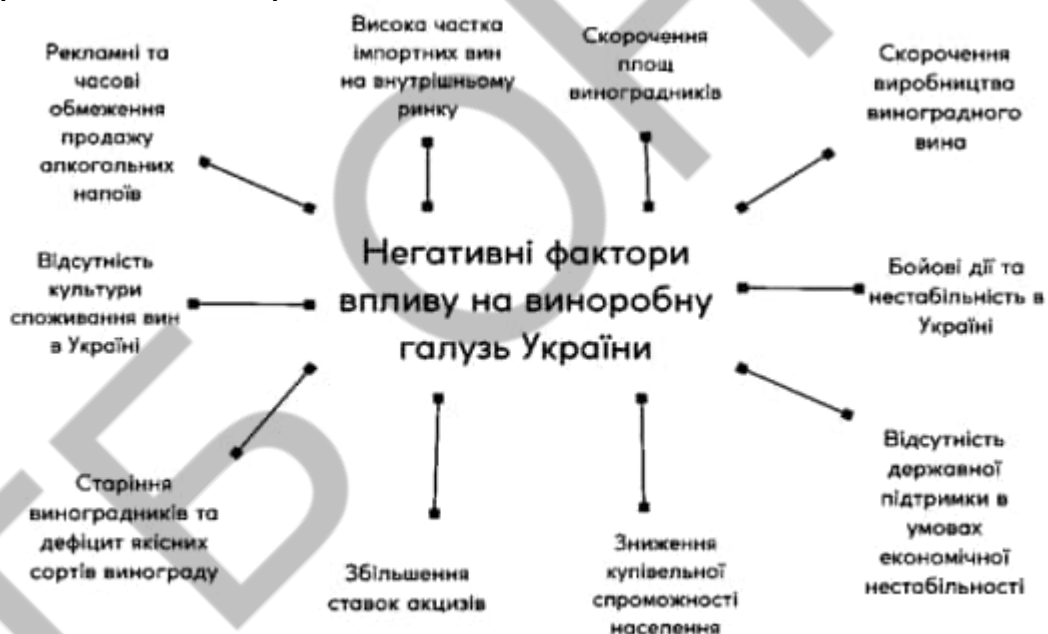 Рекламні та
часові
обмеження
продажу
алкогольних
напоїв
Висока частка
імпортних вин
на внутрішньому
ринку
Скорочення
площ
виноградників
Скорочення
виробництва
виноградного
вина
Негативні фактори
впливу на виноробну
галузь України
Відсутність
культури
споживання вин
в Україні
Бойові дії та
нестабільність в
Україні
Старіння
виноградників та
дефіцит якісних
сортів винограду
Збільшення
ставок акцизів
Зниження
купівельної
спроможності
населення
Відсутність
державної
підтримки в
умовах
економічної
нестабільності